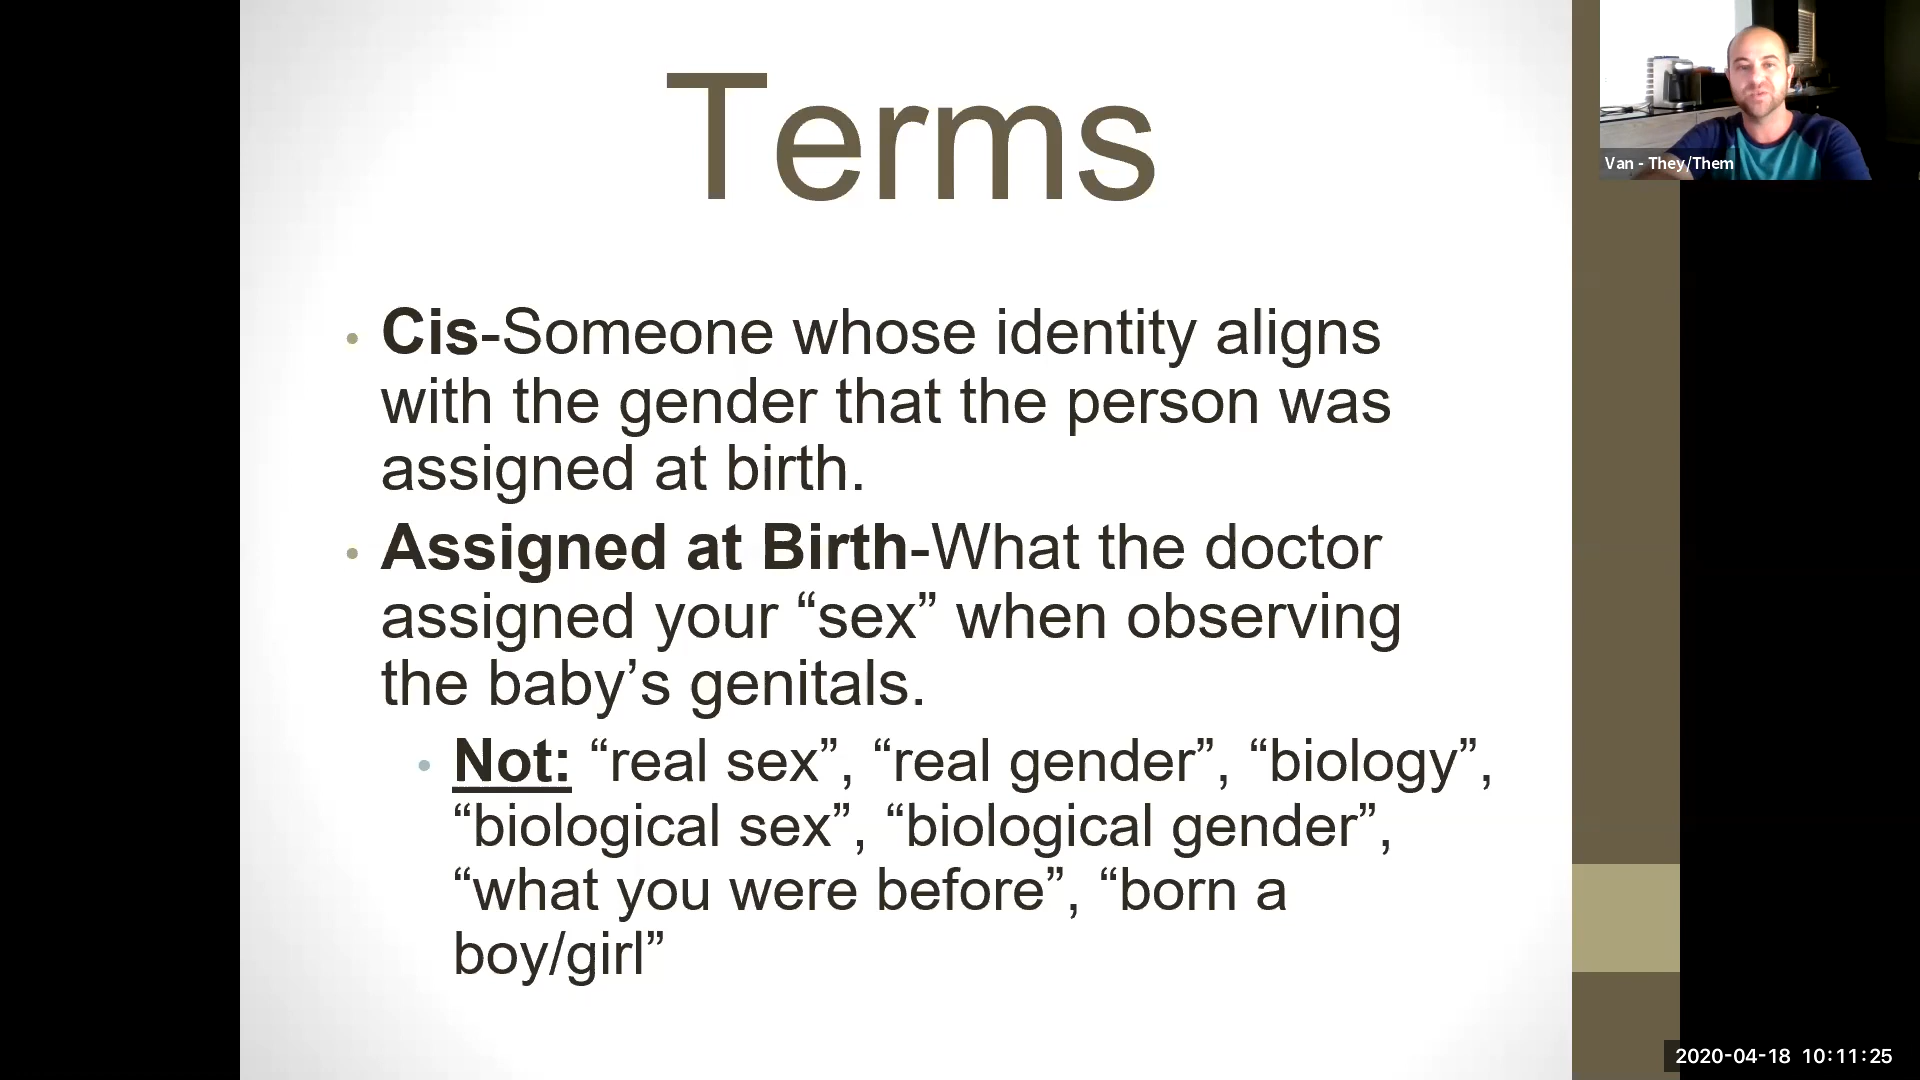 Terms
Van - They/Them
• Cis-Someone whose identity aligns
with the gender that the person was
assigned at birth.
• Assigned at Birth-What the doctor
assigned your “sex” when observing
the baby’s genitals.
• Not: “real sex”, “real gender”, “biology”,
“biological sex”, “biological gender”,
“what you were before”, “born a
boy/girl”
2020-04-18 10:11:25